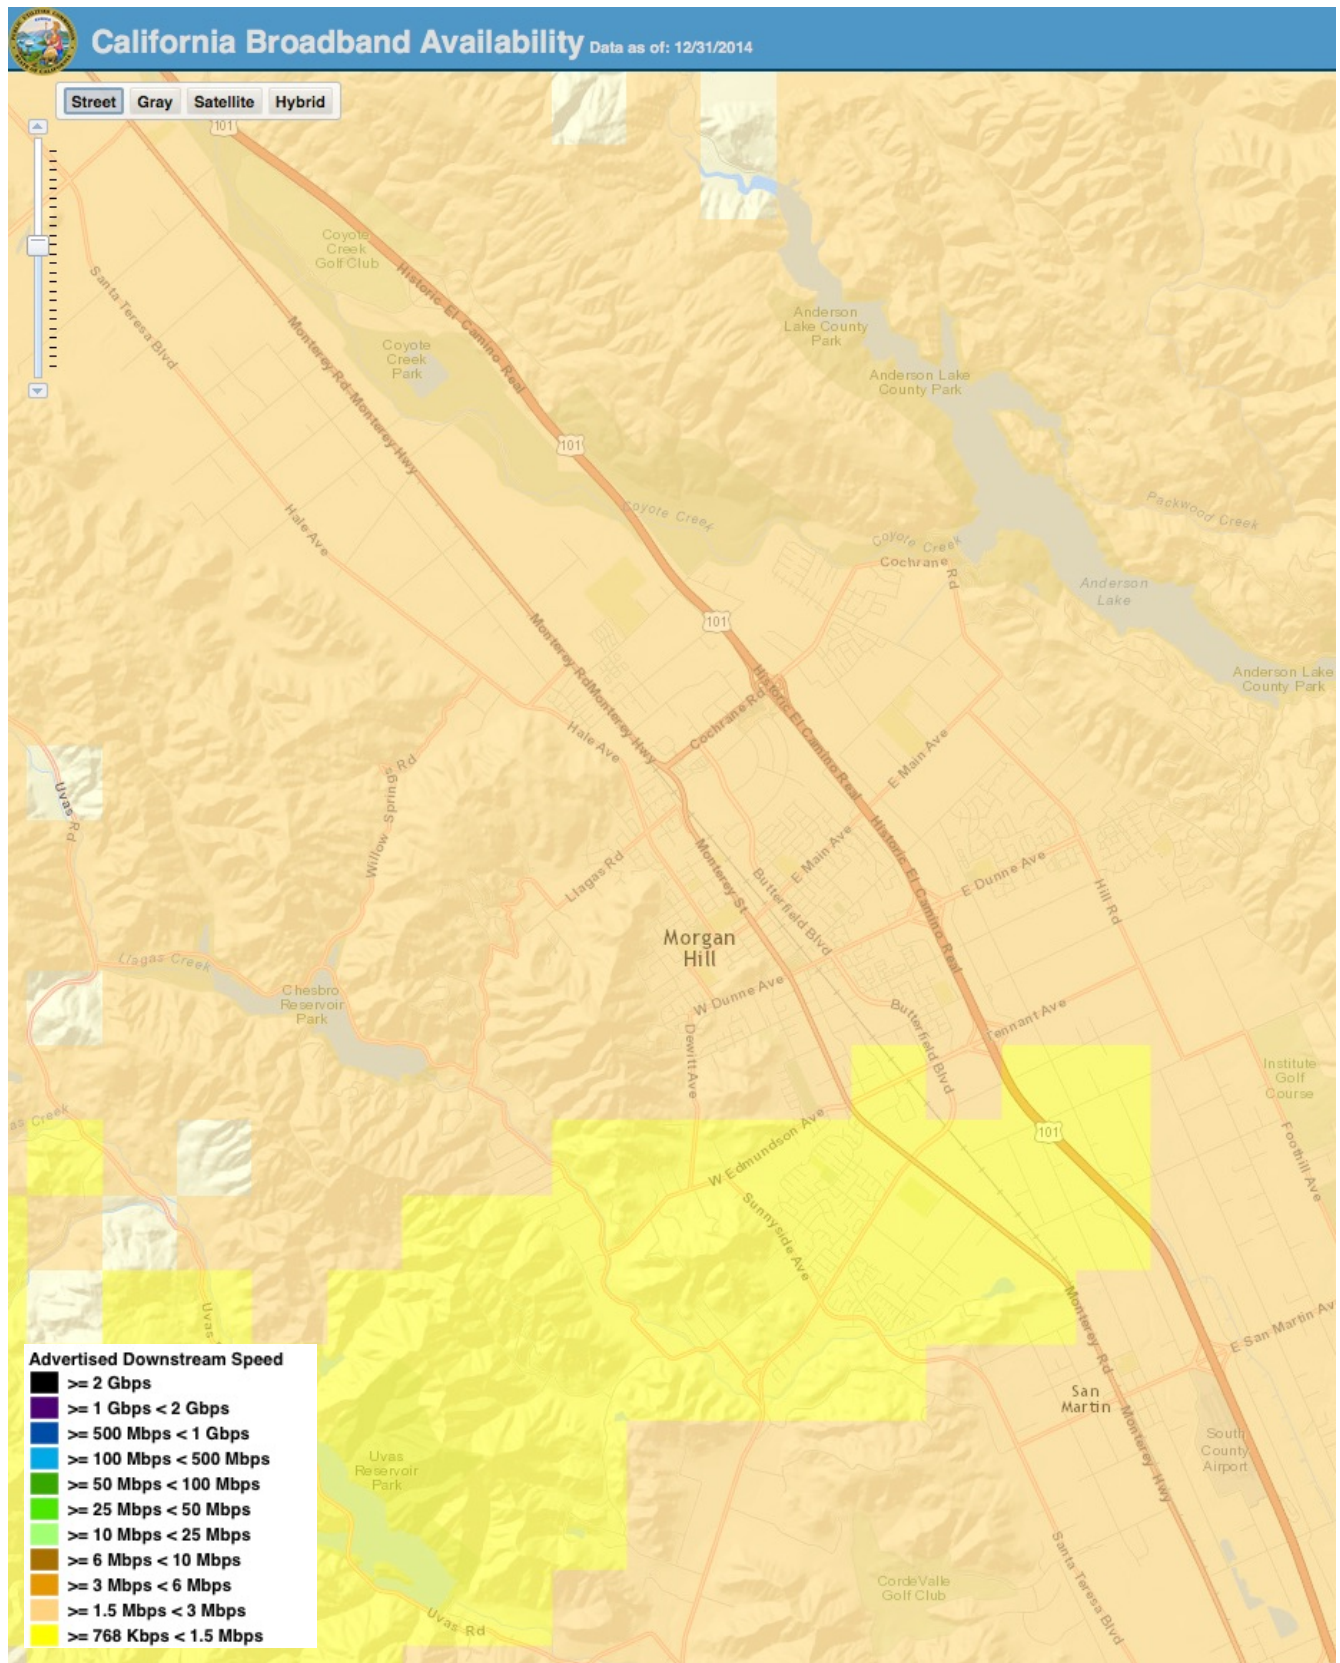 California Broadband Availability Data as of: 12/31/2014
Street Gray Satellite Hybrid
101
Coyote
Creek
Golf Club
Historic El Camino Real
Santa Teresa Blvd
Monterey Rd-Monterey Hwy
Coyote
Creek
Park
Anderson
Lake County
Park
Anderson Lake
County Park
101
Hale Ave
Coyote Creek
Packwood Creek
Coyote Creek
Cochrane
Rd
Anderson
Lake
101
Monterey Rd
Monterey Hwy
Historic El Camino Real
Anderson Lake
County Park
Cochrane Rd
Hale Ave
E Main Ave
Uvas Rd
Willow Springs Rd
Historic El Camino Real
Monterey St
E Main Ave
Butterfield Blvd
E Dunne Ave
Llagas Rd
Hill Rd
Morgan
Hill
Llagas Creek
W Dunne Ave
Chesbro
Reservoir
Park
Dewitt Ave
Butterfield Blvd
Tennant Ave
Institute
Golf
Course
as Creek
W Edmundson Ave
101
Foothill Ave
Sunnyside Ave
Uvas
Monterey Rd
E San Martin Av
San
Martin
Monterey Hwy
South
County
Airport
Uvas
Reservoir
Park
Santa Teresa Blvd
CordeValle
Golf Club
Uvas Rd
Advertised Downstream Speed
>= 2 Gbps
>= 1 Gbps < 2 Gbps
>= 500 Mbps < 1 Gbps
>= 100 Mbps < 500 Mbps
>= 50 Mbps < 100 Mbps
>= 25 Mbps < 50 Mbps
>= 10 Mbps < 25 Mbps
>= 6 Mbps < 10 Mbps
>= 3 Mbps < 6 Mbps
>= 1.5 Mbps < 3 Mbps
>= 768 Kbps < 1.5 Mbps